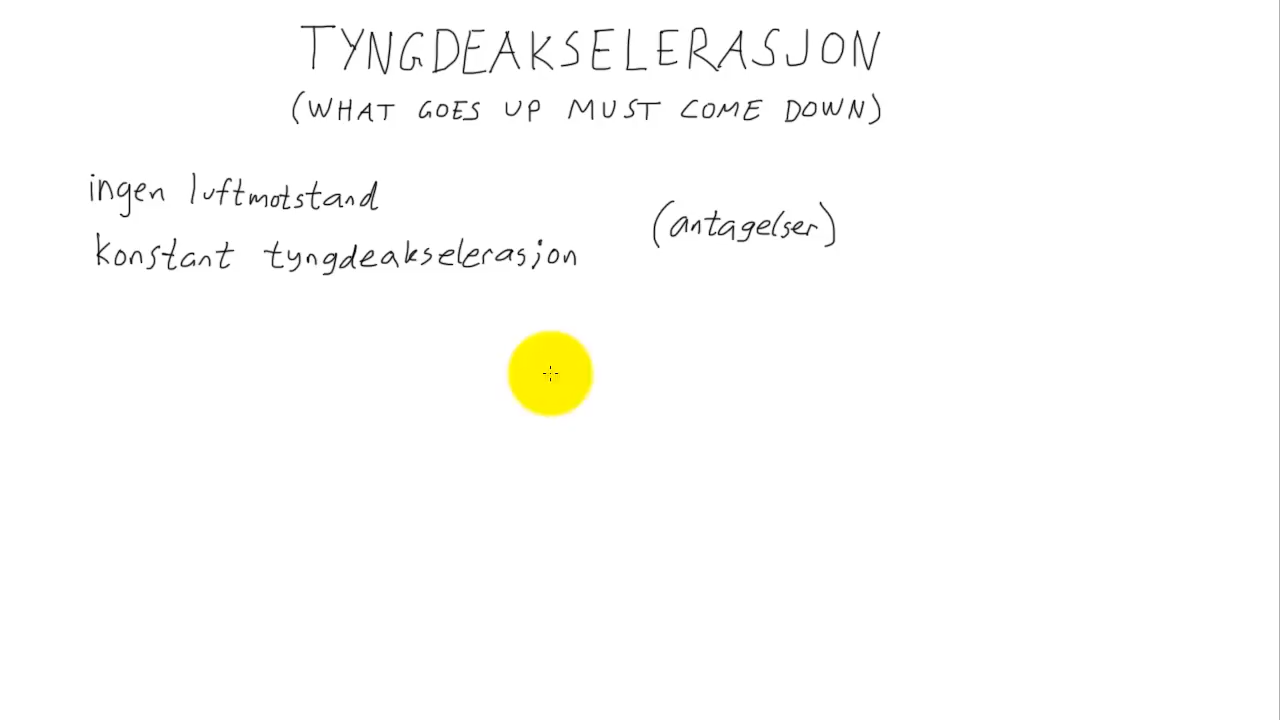 TYNGDEAKSELERASJON
(WHAT GOES UP MUST COME DOWN)
ingen luftmotstand
(antagelser)
konstant tyngdeakselerasjon